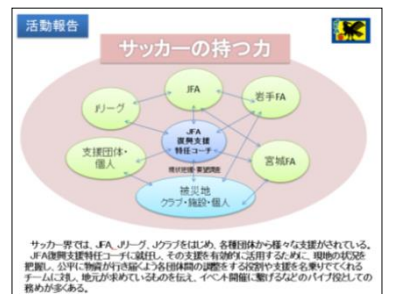 活動報告
サッカーの持つ力
JFA
Jリーグ
岩手FA
JFA
復興支援
特任コーチ
支援団体・
個人
宮城FA
現状把握・要望調査
被災地
クラブ・施設・個人
サッカー界では、JFA、Jリーグ、Jクラブをはじめ、各種団体から様々な支援がされている。
JFA復興支援特任コーチに就任し、その支援を有効的に活用するために、現地の状況を
把握し、公平に物資が行き届くよう各団体間の調整をする役割や支援を名乗りでてくれる
チームに対し、地元が求めているものを伝え、イベント開催に繋げるなどのパイプ役としての
務めが多くある。